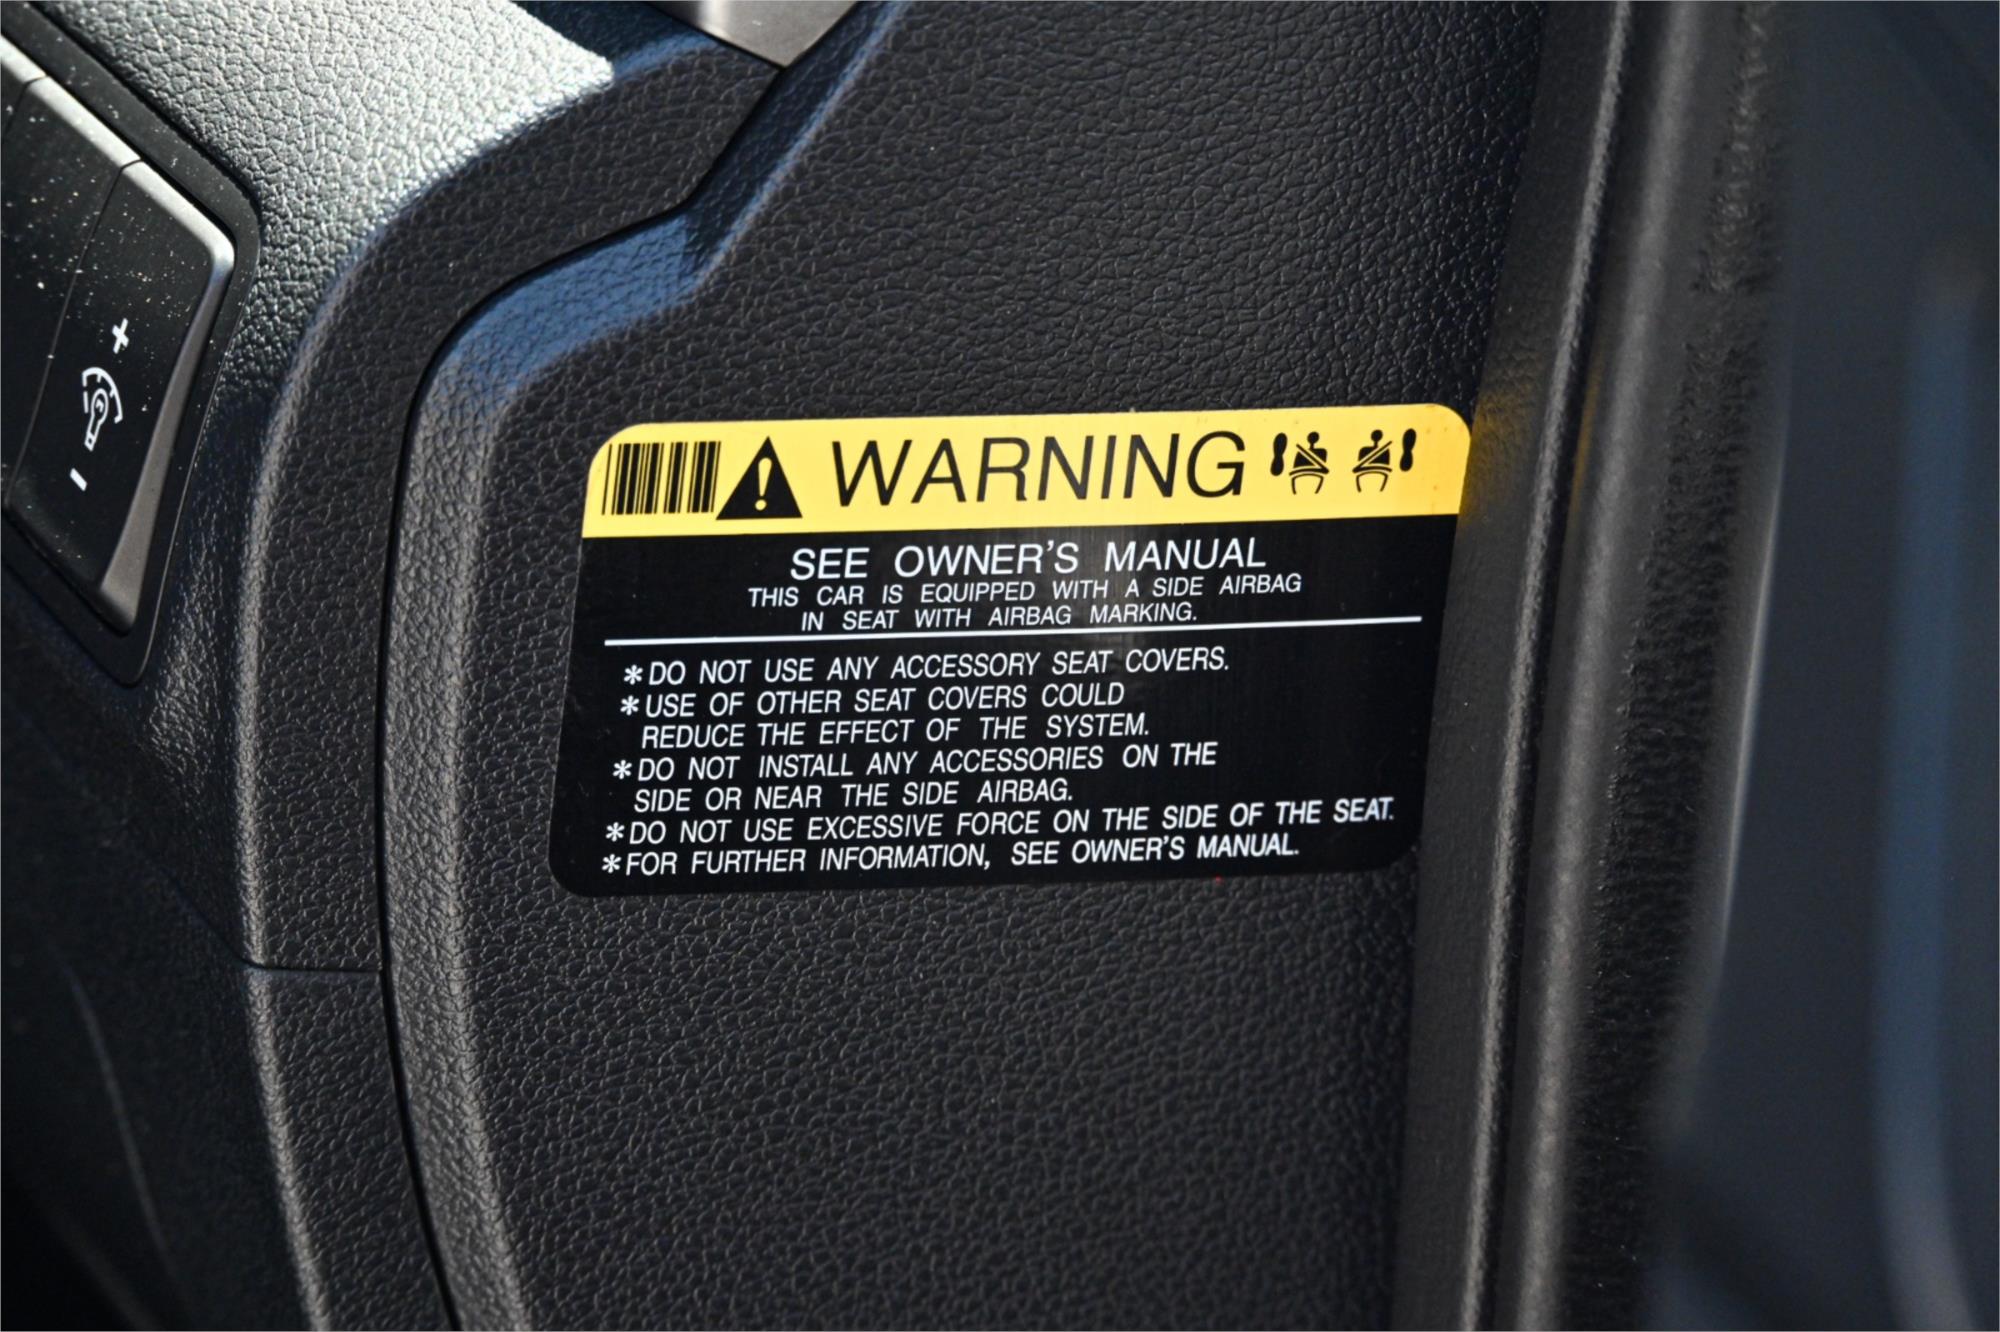 WARNING
SEE OWNER'S MANUAL
THIS CAR IS EQUIPPED WITH A SIDE AIRBAG
IN SEAT WITH AIRBAG MARKING.
*DO NOT USE ANY ACCESSORY SEAT COVERS.
*USE OF OTHER SEAT COVERS COULD
REDUCE THE EFFECT OF THE SYSTEM.
*DO NOT INSTALL ANY ACCESSORIES ON THE
SIDE OR NEAR THE SIDE AIRBAG.
*DO NOT USE EXCESSIVE FORCE ON THE SIDE OF THE SEAT.
*FOR FURTHER INFORMATION, SEE OWNER'S MANUAL.